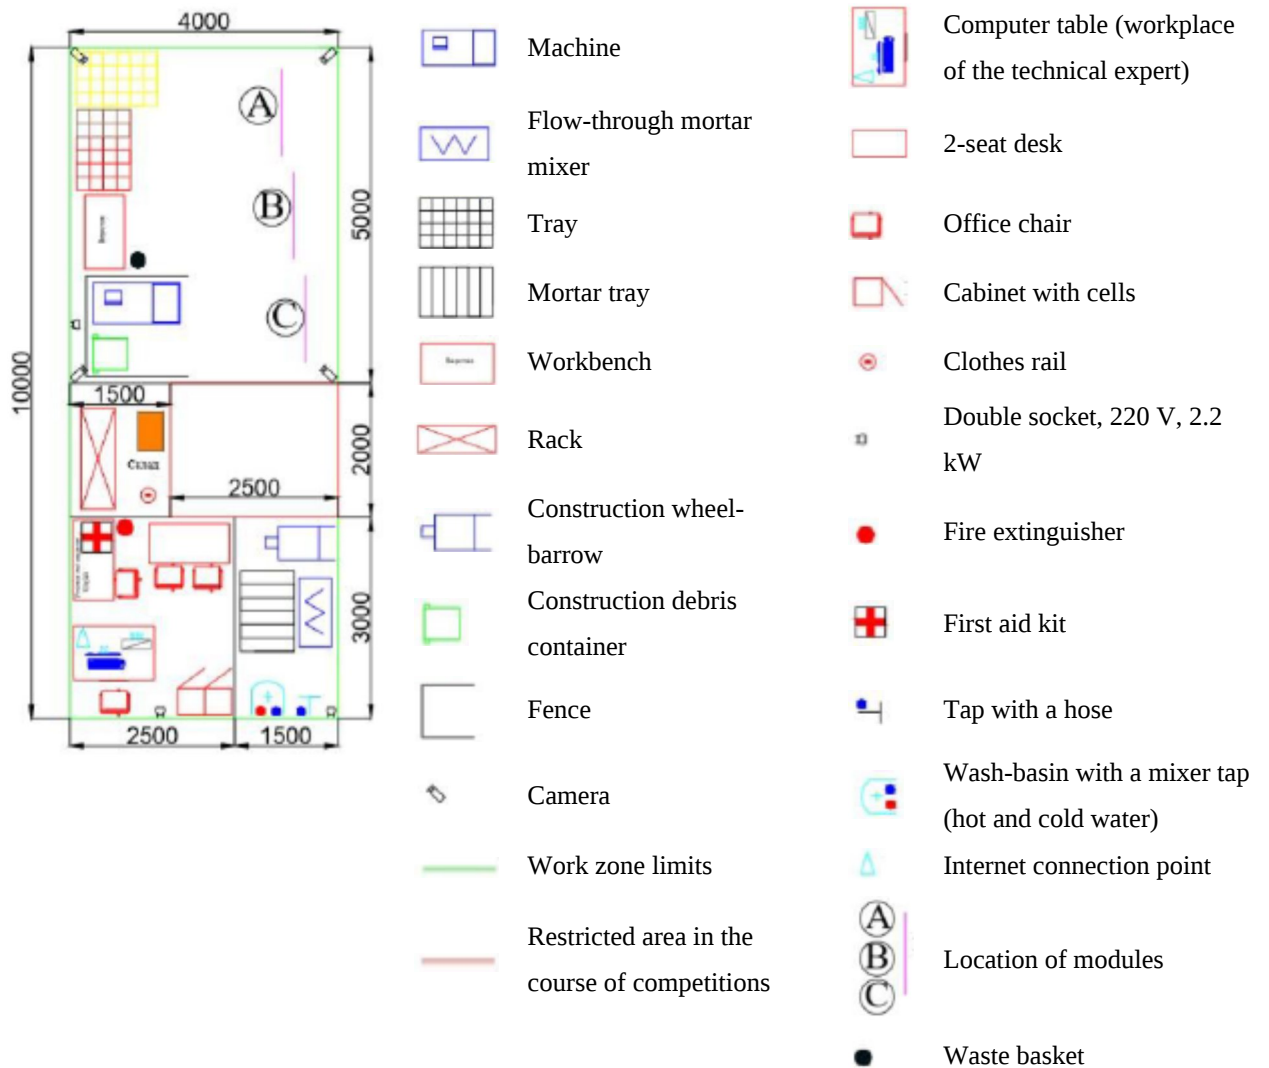 4000
A
B
C
5000
10000
Верстак
1500
2000
Склад
2500
3000
2500
1500
Machine
Flow-through mortar
mixer
Tray
Mortar tray
Workbench
Верстак
Rack
Construction wheel-
barrow
Construction debris
container
Fence
Camera
Work zone limits
Restricted area in the
course of competitions
Computer table (workplace
of the technical expert)
2-seat desk
Office chair
Cabinet with cells
Clothes rail
Double socket, 220 V, 2.2
kW
Fire extinguisher
First aid kit
Tap with a hose
Wash-basin with a mixer tap
(hot and cold water)
Internet connection point
A
B
C
Location of modules
Waste basket